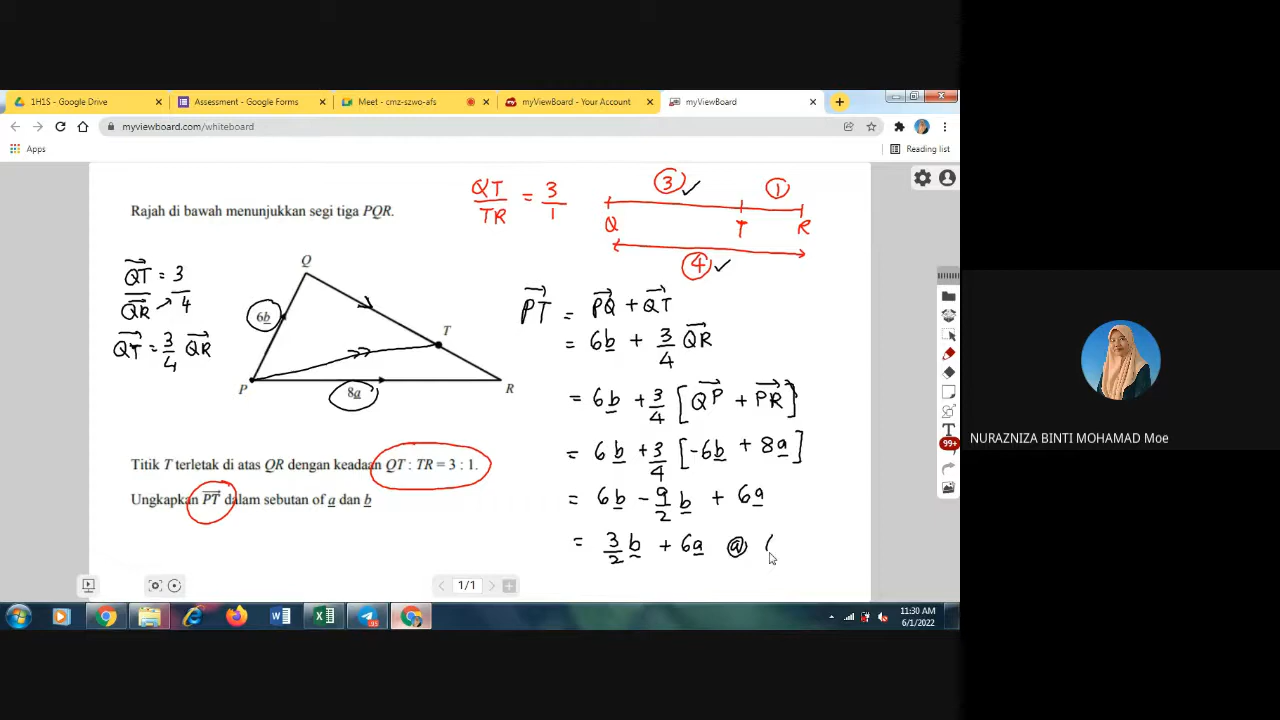 1H1S - Google Drive
Assessment - Google Forms
Meet - cmz-szwo-afs
myViewBoard - Your Account
myViewBoard
myviewboard.com/whiteboard
Apps
Reading list
Rajah di bawah menunjukkan segi tiga PQR.
QT/TR = 3/1
3 1
Q T R
4
QT/QR = 3/4
QT = 3/4 QR
Q
6b
T
P
8a
R
Titik T terletak di atas QR dengan keadaan QT : TR = 3 : 1.
Ungkapkan PT dalam sebutan of a dan b
PT = PQ + QT
= 6b + 3/4 QR
= 6b + 3/4 [QP + PR]
= 6b + 3/4 [-6b + 8a]
= 6b - 9/2 b + 6a
= 3/2 b + 6a @ (
T
99+
1/1
11:30 AM
6/1/2022
NURAZNIZA BINTI MOHAMAD Moe